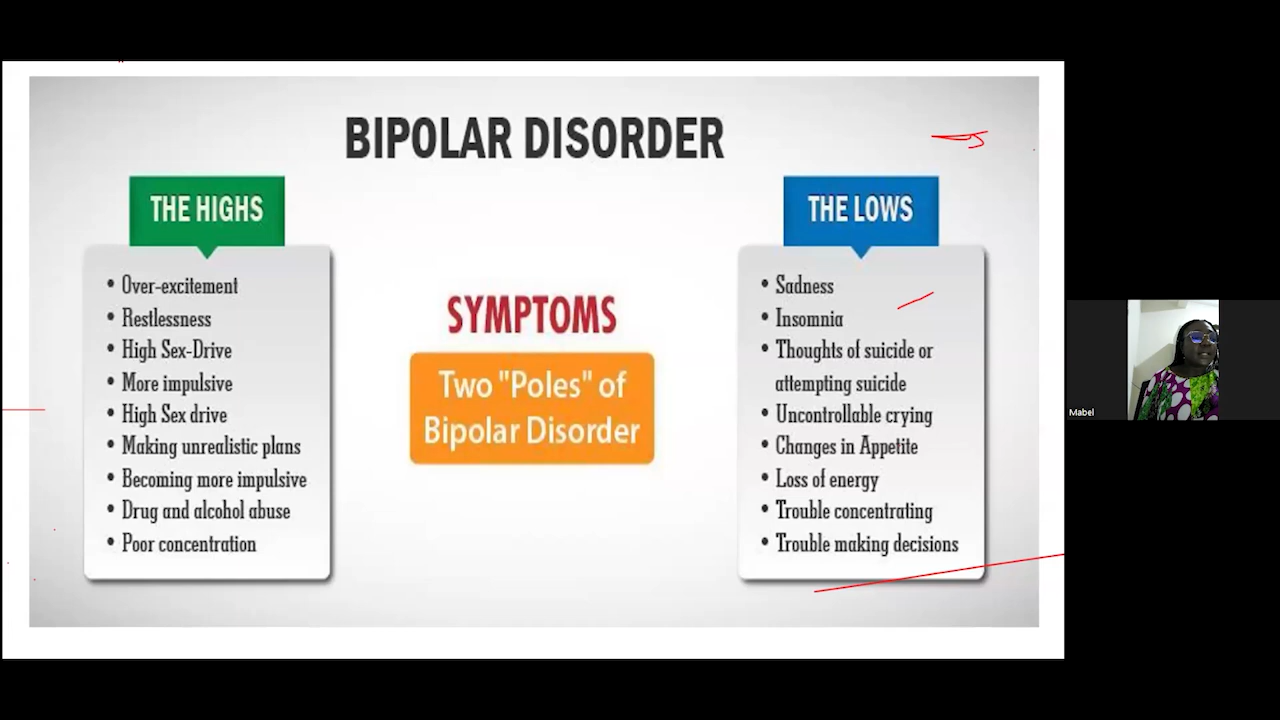 BIPOLAR DISORDER
THE HIGHS
• Over-excitement
• Restlessness
• High Sex-Drive
• More impulsive
• High Sex drive
• Making unrealistic plans
• Becoming more impulsive
• Drug and alcohol abuse
• Poor concentration
SYMPTOMS
Two "Poles" of
Bipolar Disorder
THE LOWS
• Sadness
• Insomnia
• Thoughts of suicide or
attempting suicide
• Uncontrollable crying
• Changes in Appetite
• Loss of energy
• Trouble concentrating
• Trouble making decisions
Mabel